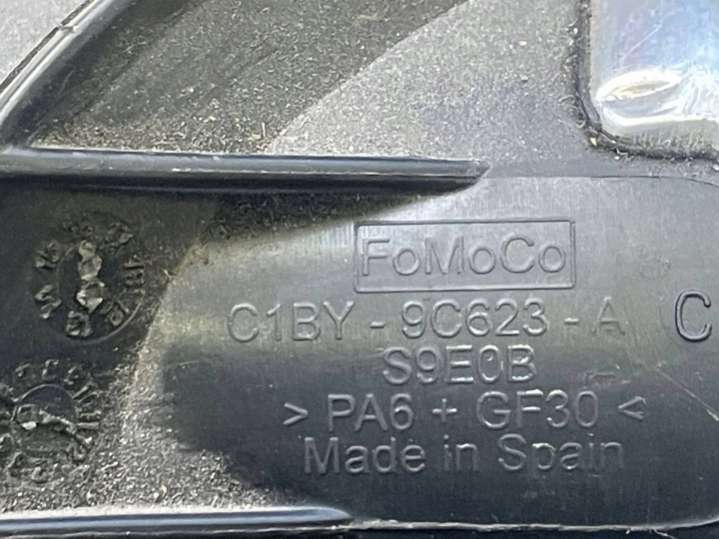 FoMoCo
C1BY - 9C623 - A C
S9E0B
> PA6 + GF30 <
Made in Spain